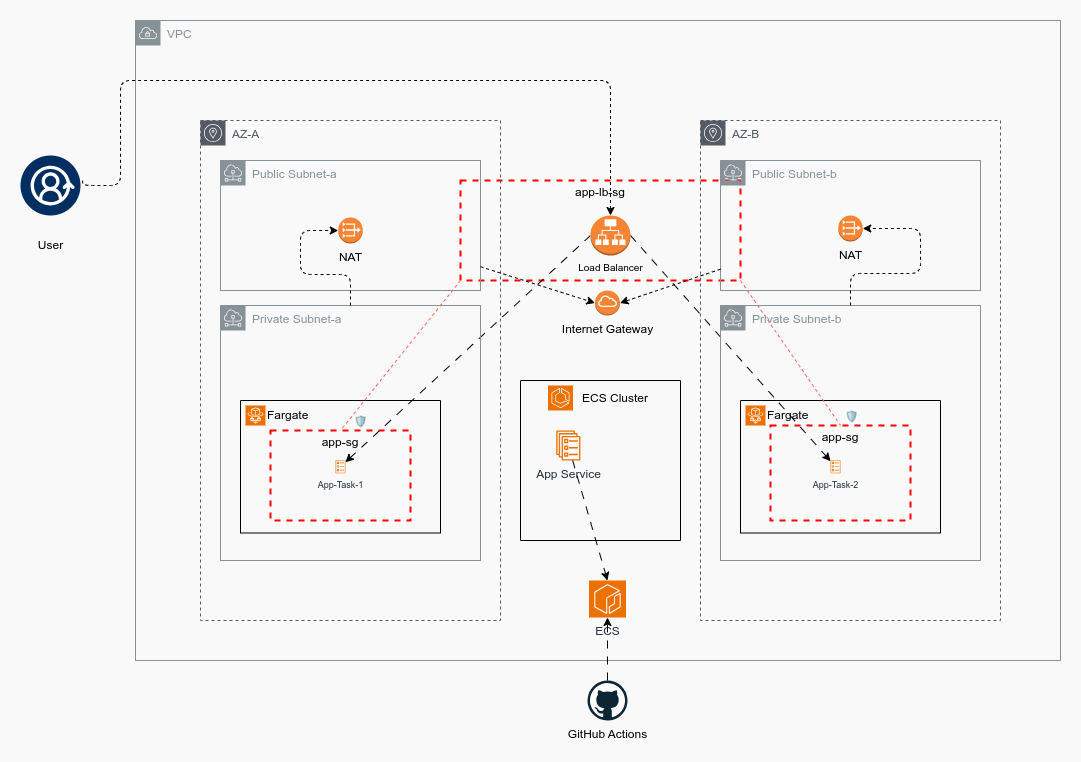 VPC
AZ-A
AZ-B
Public Subnet-a
Public Subnet-b
app-lb-sg
NAT
Load Balancer
NAT
User
Private Subnet-a
Internet Gateway
Private Subnet-b
ECS Cluster
Fargate
Fargate
app-sg
app-sg
App Service
App-Task-1
App-Task-2
ECS
GitHub Actions